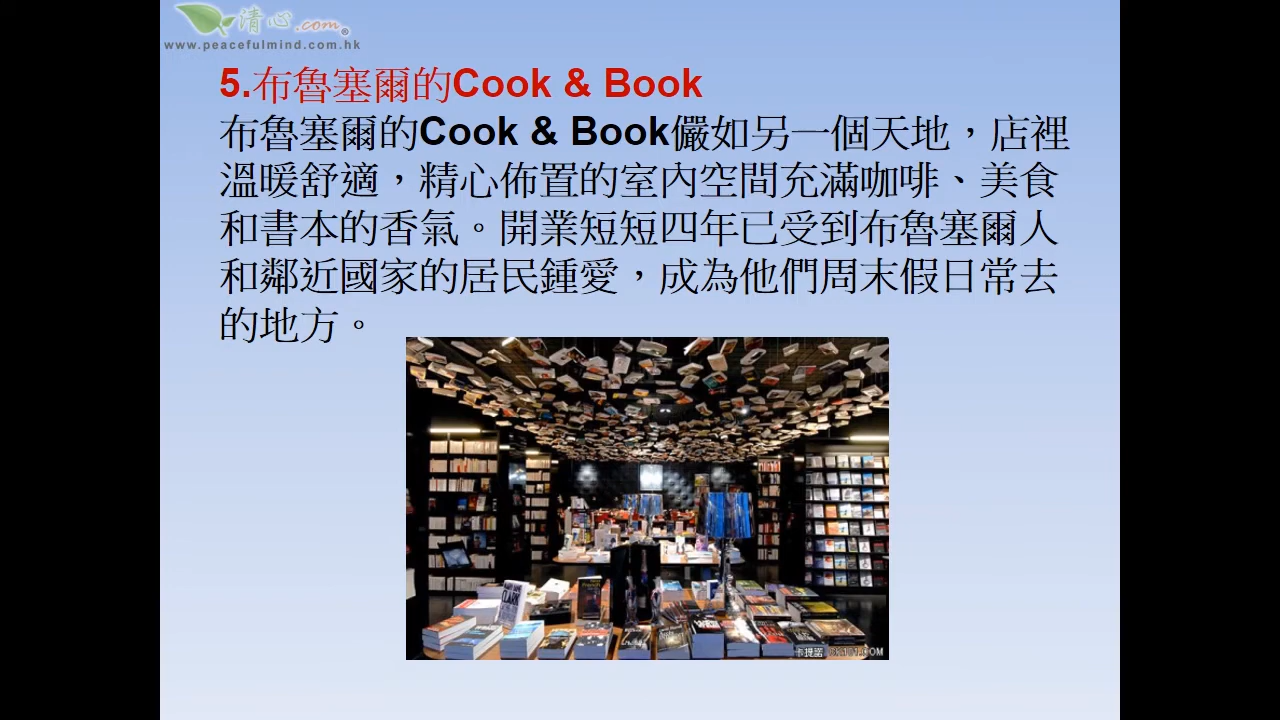 清心.com®
www.peacefulmind.com.hk
5.布魯塞爾的Cook & Book
布魯塞爾的Cook & Book儼如另一個天地，店裡
溫暖舒適，精心佈置的室內空間充滿咖啡、美食
和書本的香氣。開業短短四年已受到布魯塞爾人
和鄰近國家的居民鍾愛，成為他們周末假日常去
的地方。
卡提諾 CK101.COM